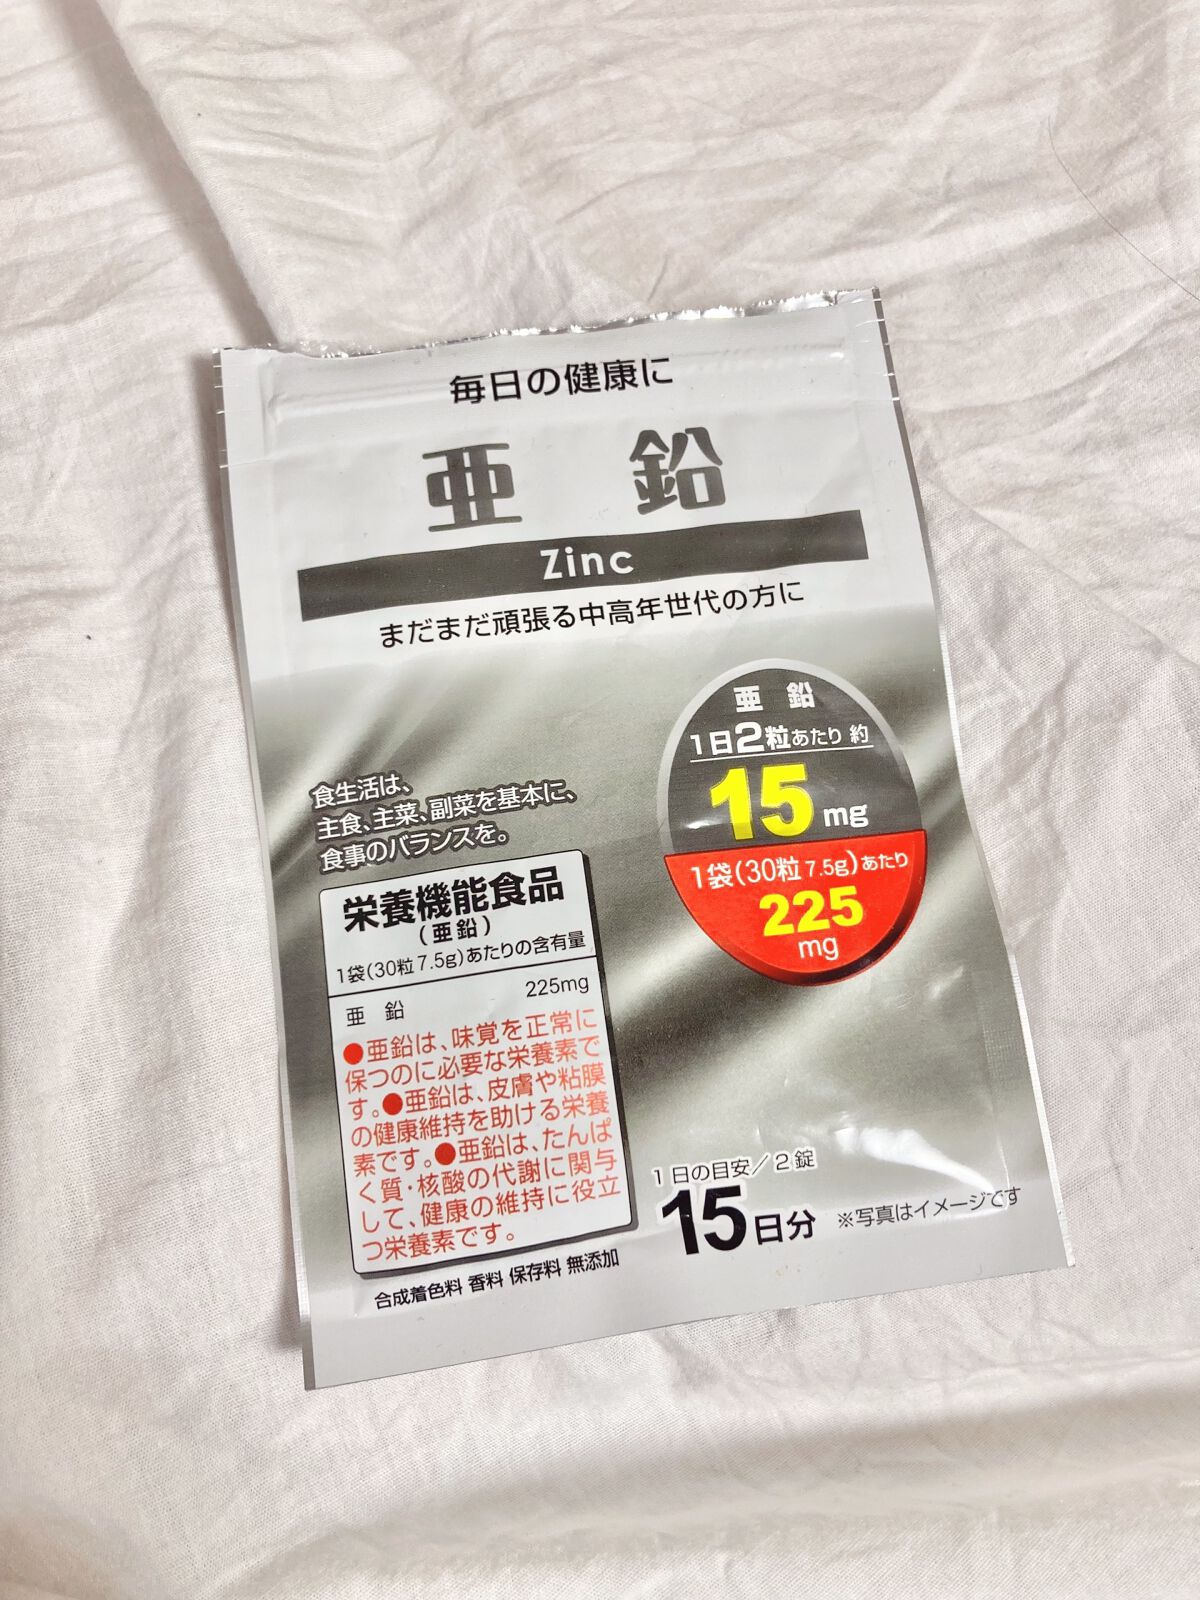 毎日の健康に
亜鉛
Zinc
まだまだ頑張る中高年世代の方に
亜鉛
1日2粒あたり 約
15mg
1袋(30粒7.5g)あたり
225
mg
食生活は、
主食、主菜、副菜を基本に、
食事のバランスを。
栄養機能食品
(亜鉛)
1袋(30粒7.5g)あたりの含有量
亜鉛 225mg
●亜鉛は、味覚を正常に
保つのに必要な栄養素で
す。●亜鉛は、皮膚や粘膜
の健康維持を助ける栄養
素です。●亜鉛は、たんぱ
く質・核酸の代謝に関与
して、健康の維持に役立
つ栄養素です。
合成着色料 香料 保存料 無添加
1日の目安/2錠
15日分 ※写真はイメージです